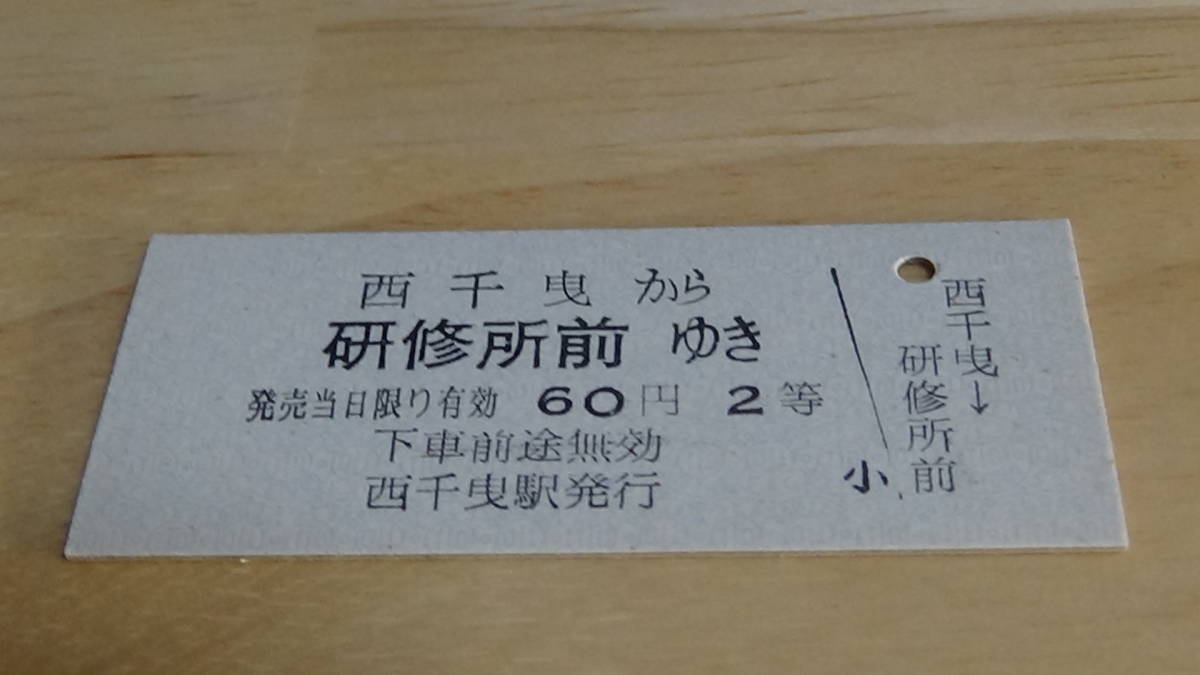 西千曳から
研修所前ゆき
発売当日限り有効 60円 2等
下車前途無効
西千曳駅発行
西千曳→
研修所前
小